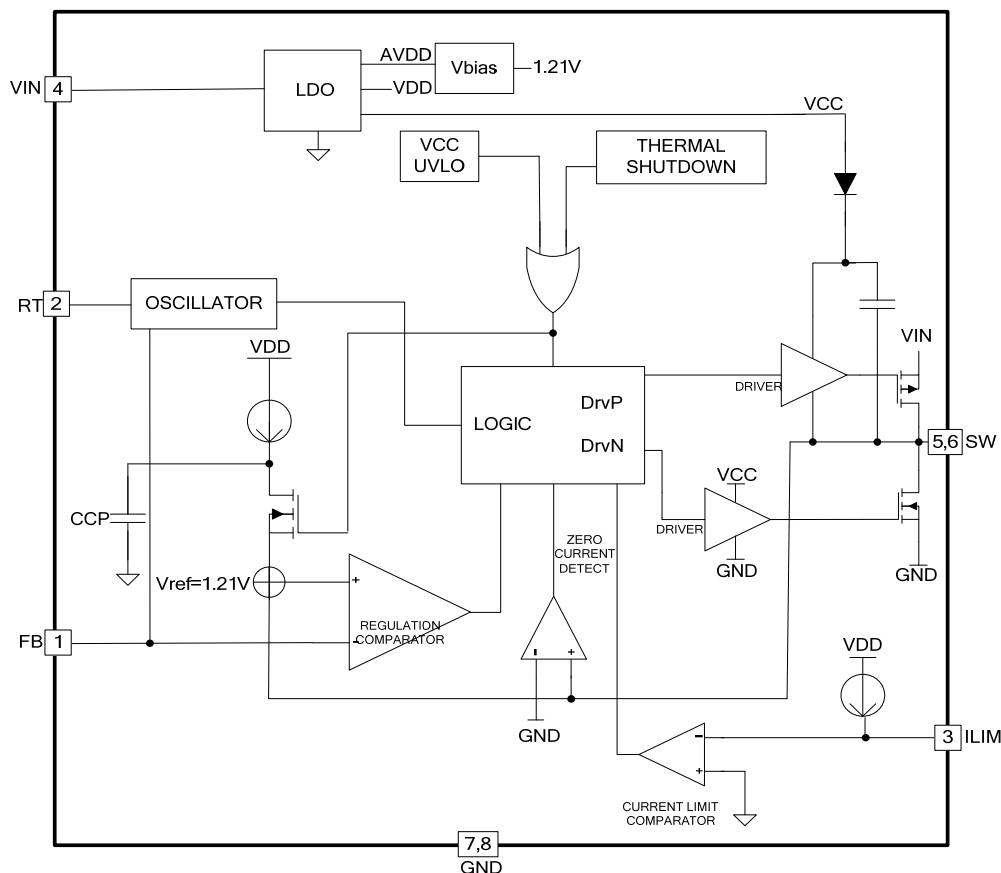 AVDD
Vbias
1.21V
VIN
4
LDO
VDD
VCC
VCC
UVLO
THERMAL
SHUTDOWN
RT
2
OSCILLATOR
VDD
VIN
DRIVER
LOGIC
DrvP
DrvN
5,6
SW
VCC
CCP
DRIVER
ZERO
CURRENT
DETECT
GND
GND
Vref=1.21V
+
REGULATION
COMPARATOR
-
FB
1
-
+
VDD
GND
-
3
ILIM
+
CURRENT LIMIT
COMPARATOR
7,8
GND